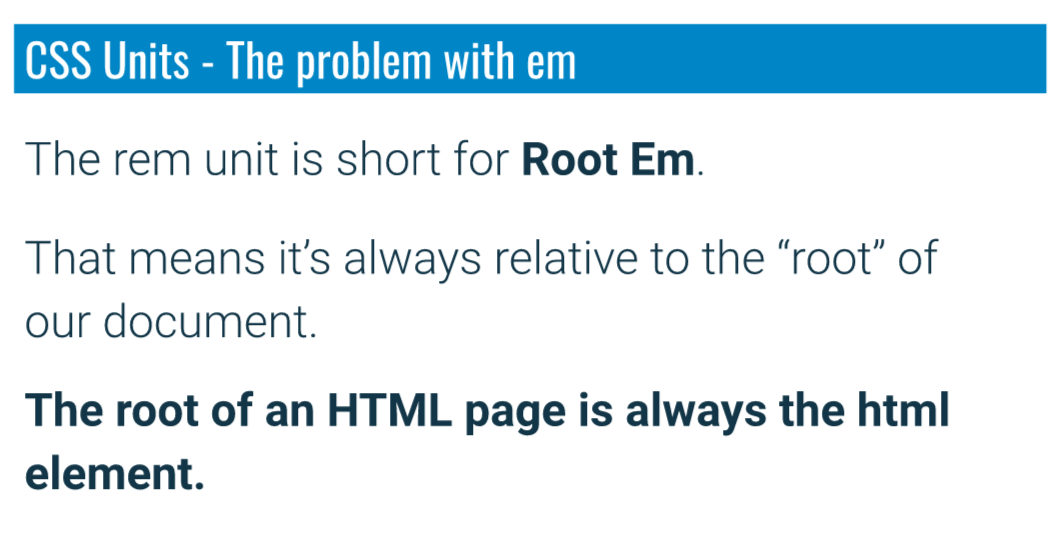 CSS Units - The problem with em
The rem unit is short for Root Em.
That means it’s always relative to the “root” of
our document.
The root of an HTML page is always the html
element.